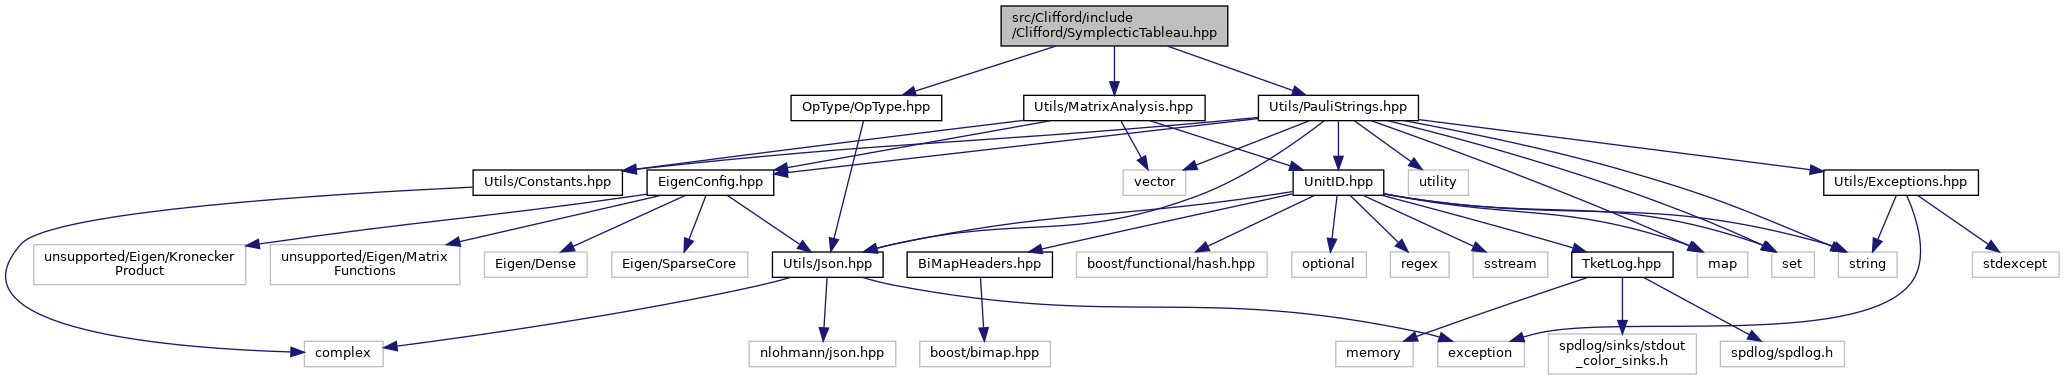 src/Clifford/include
/Clifford/SymplecticTableau.hpp
OpType/OpType.hpp
Utils/MatrixAnalysis.hpp
Utils/PauliStrings.hpp
Utils/Constants.hpp
EigenConfig.hpp
vector
UnitID.hpp
utility
Utils/Exceptions.hpp
unsupported/Eigen/Kronecker
Product
unsupported/Eigen/Matrix
Functions
Eigen/Dense
Eigen/SparseCore
Utils/Json.hpp
BiMapHeaders.hpp
boost/functional/hash.hpp
optional
regex
sstream
TketLog.hpp
map
set
string
stdexcept
complex
nlohmann/json.hpp
boost/bimap.hpp
memory
exception
spdlog/sinks/stdout
_color_sinks.h
spdlog/spdlog.h